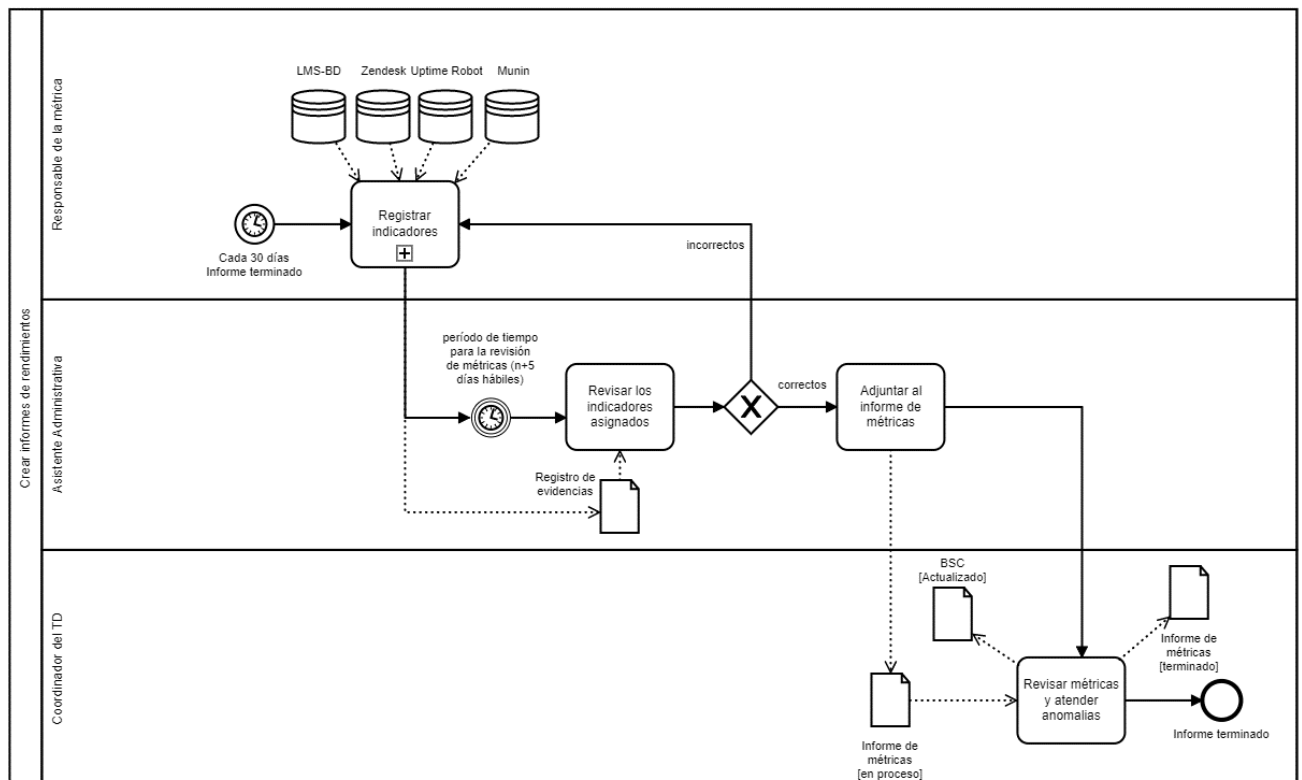 Crear informes de rendimientos
Responsable de la métrica
LMS-BD
Zendesk
Uptime Robot
Munin
Registrar
indicadores
Cada 30 días
Informe terminado
incorrectos
Asistente Administrativa
período de tiempo
para la revisión
de métricas (n+5
días hábiles)
Revisar los
indicadores
asignados
X
correctos
Adjuntar al
informe de
métricas
Registro de
evidencias
Coordinador del TD
BSC
[Actualizado]
Informe de
métricas
[terminado]
Revisar métricas
y atender
anomalias
Informe terminado
Informe de
métricas
[en proceso]